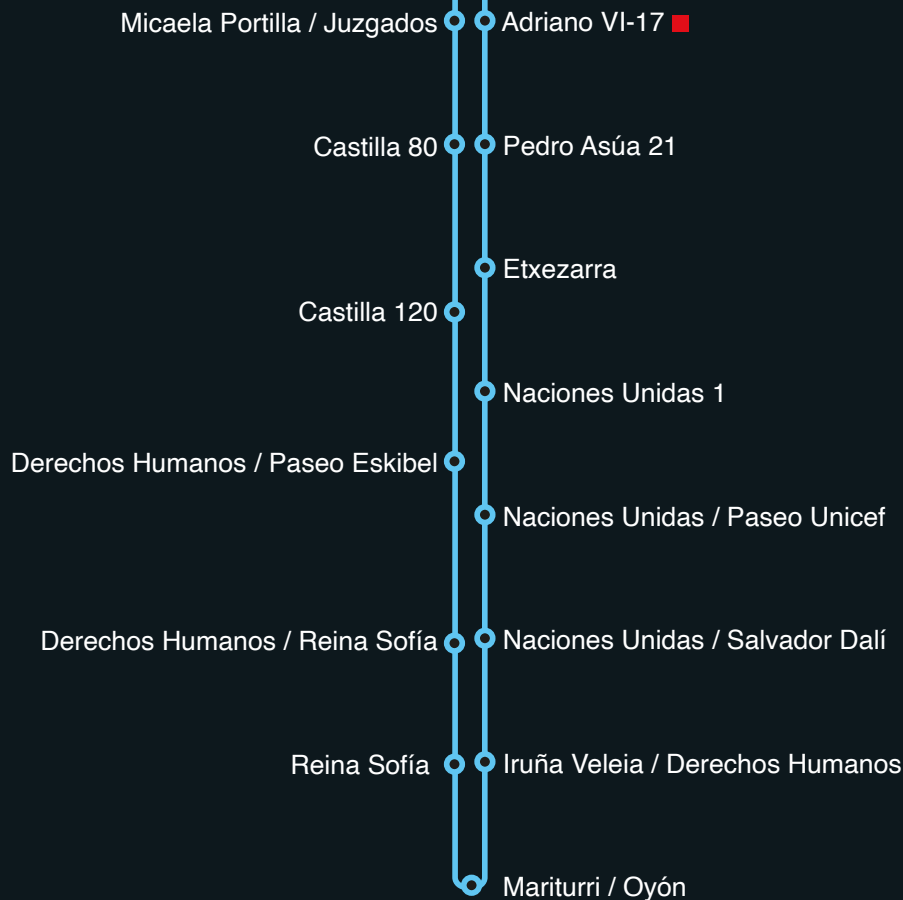 Micaela Portilla / Juzgados
Adriano VI-17
Castilla 80
Pedro Asúa 21
Etxezarra
Castilla 120
Naciones Unidas 1
Derechos Humanos / Paseo Eskibel
Naciones Unidas / Paseo Unicef
Derechos Humanos / Reina Sofía
Naciones Unidas / Salvador Dalí
Reina Sofía
Iruña Veleia / Derechos Humanos
Mariturri / Oyón